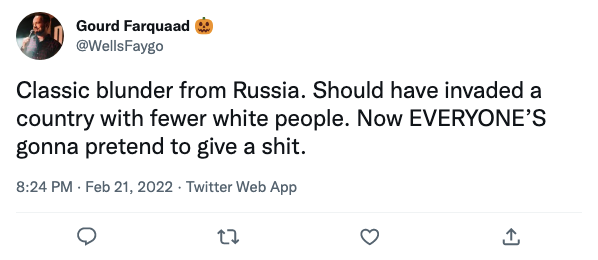 Gourd Farquaad 🎃
@WellsFaygo
Classic blunder from Russia. Should have invaded a
country with fewer white people. Now EVERYONE’S
gonna pretend to give a shit.
8:24 PM · Feb 21, 2022 · Twitter Web App